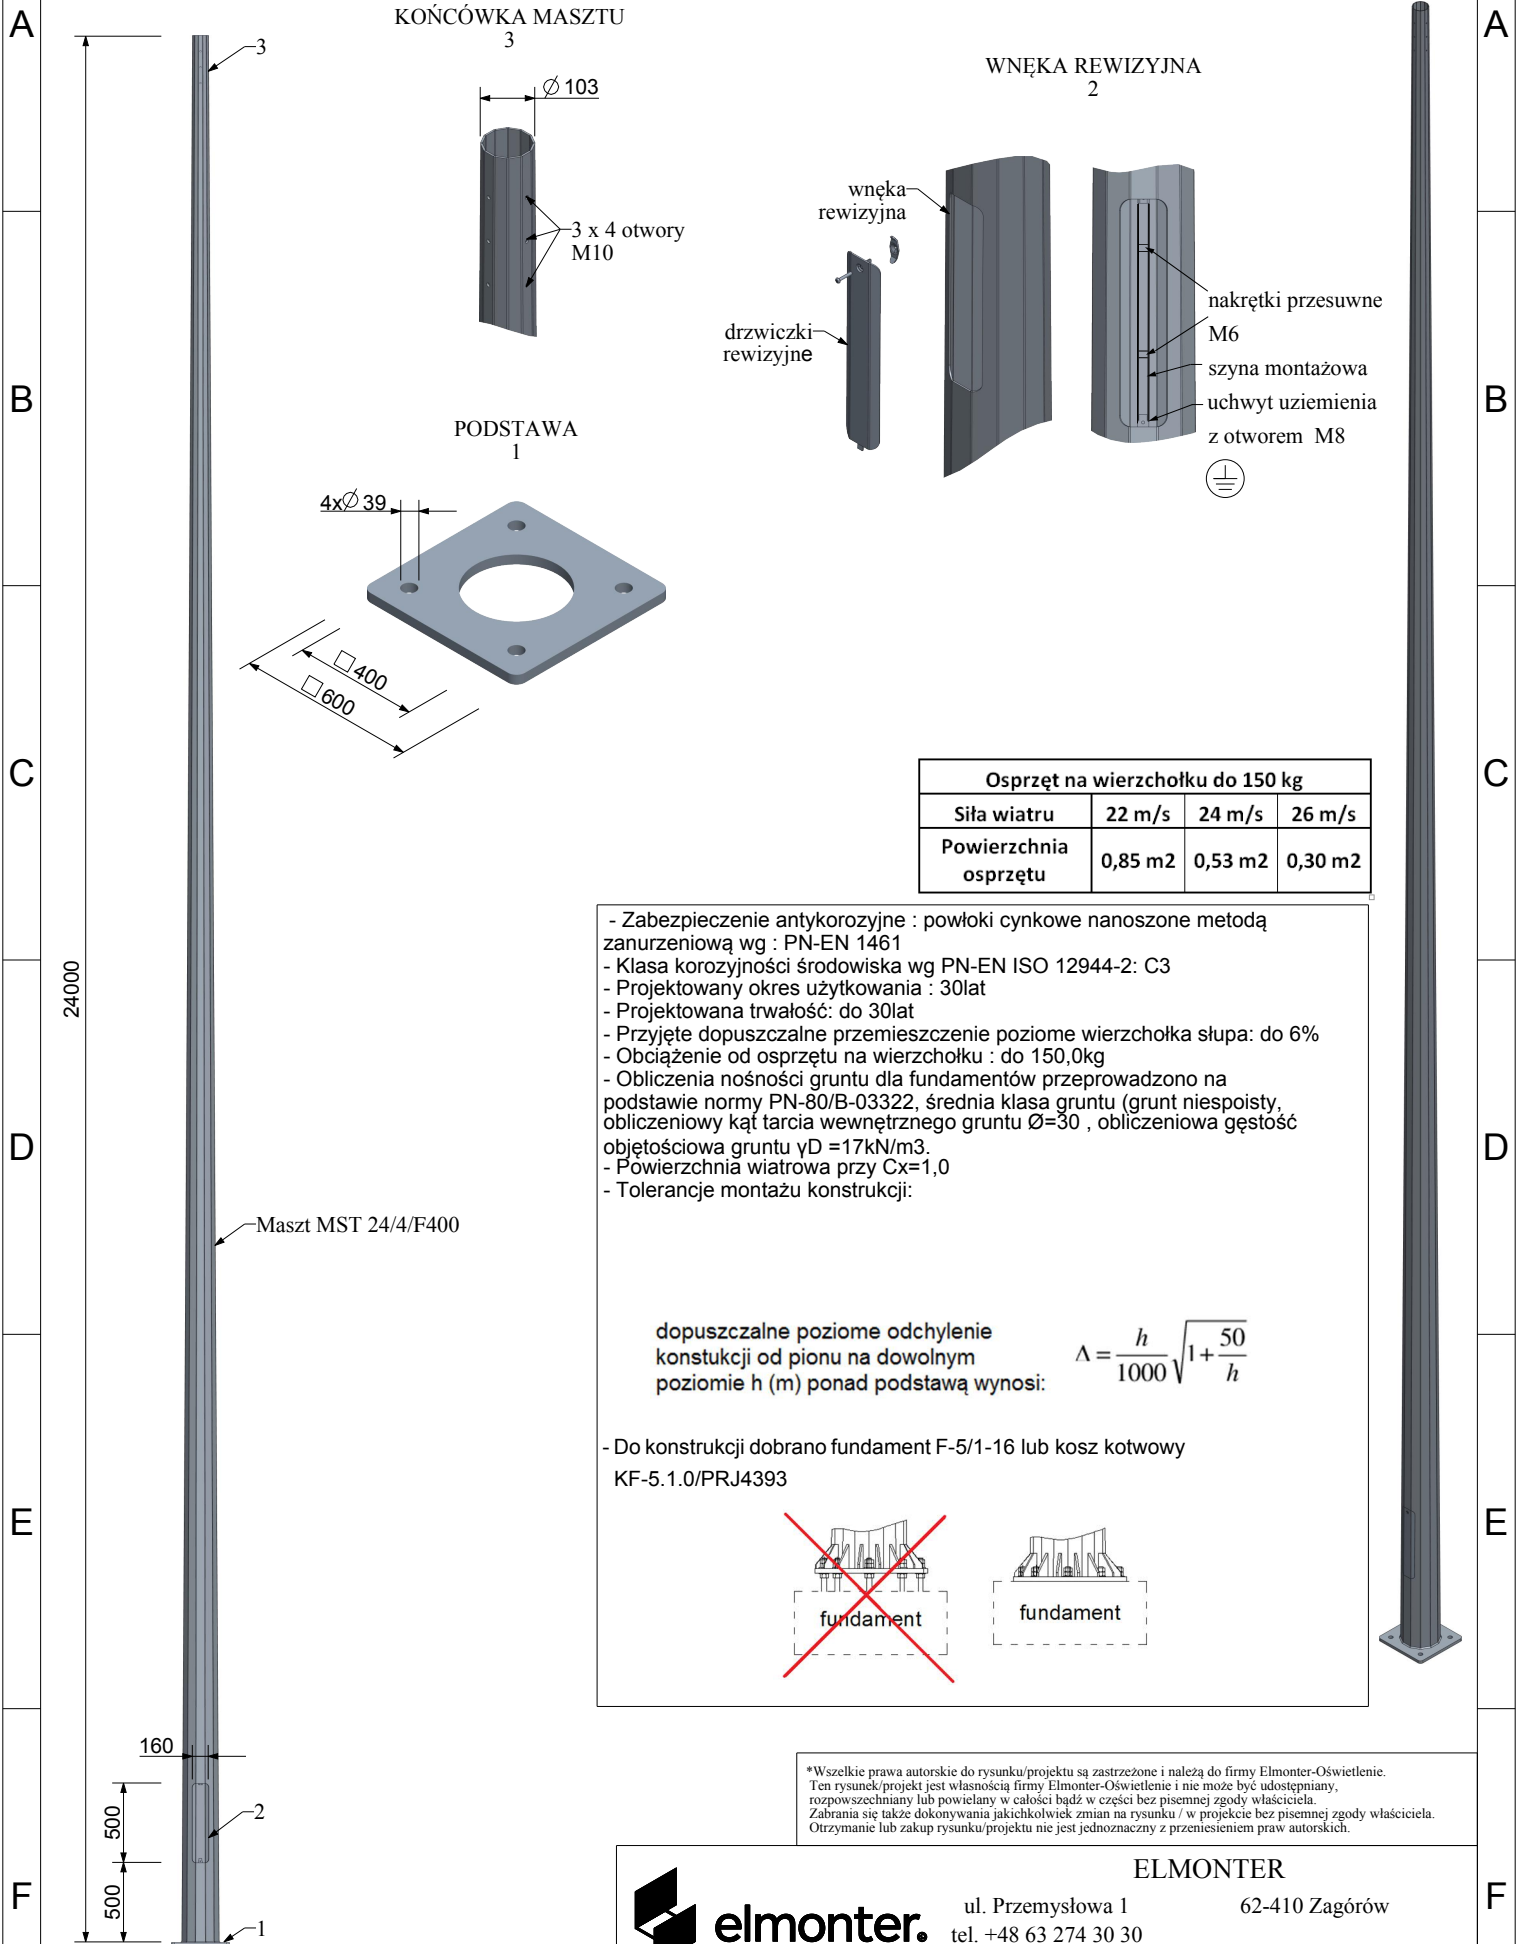 A
A
KOŃCÓWKA MASZTU
3
3
Ø 103
3 x 4 otwory
M10
WNĘKA REWIZYJNA
2
wnęka
rewizyjna
drzwiczki
rewizyjne
nakrętki przesuwne
M6
szyna montażowa
uchwyt uziemienia
z otworem M8
B
B
PODSTAWA
1
4xØ 39
□ 400
□ 600
C
C
Osprzęt na wierzchołku do 150 kg
Siła wiatru 22 m/s 24 m/s 26 m/s
Powierzchnia osprzętu 0,85 m2 0,53 m2 0,30 m2
24000
- Zabezpieczenie antykorozyjne : powłoki cynkowe nanoszone metodą
zanurzeniową wg : PN-EN 1461
- Klasa korozyjności środowiska wg PN-EN ISO 12944-2: C3
- Projektowany okres użytkowania : 30lat
- Projektowana trwałość: do 30lat
- Przyjęte dopuszczalne przemieszczenie poziome wierzchołka słupa: do 6%
- Obciążenie od osprzętu na wierzchołku : do 150,0kg
- Obliczenia nośności gruntu dla fundamentów przeprowadzono na
podstawie normy PN-80/B-03322, średnia klasa gruntu (grunt niespoisty,
obliczeniowy kąt tarcia wewnętrznego gruntu Ø=30 , obliczeniowa gęstość
objętościowa gruntu γD =17kN/m3.
- Powierzchnia wiatrowa przy Cx=1,0
- Tolerancje montażu konstrukcji:
D
D
Maszt MST 24/4/F400
dopuszczalne poziome odchylenie
konstukcji od pionu na dowolnym
poziomie h (m) ponad podstawą wynosi:
Δ = h/1000 √(1+ 50/h)
- Do konstrukcji dobrano fundament F-5/1-16 lub kosz kotwowy
KF-5.1.0/PRJ4393
E
E
fundament
fundament
160
500
2
500
1
*Wszelkie prawa autorskie do rysunku/projektu są zastrzeżone i należą do firmy Elmonter-Oświetlenie.
Ten rysunek/projekt jest własnością firmy Elmonter-Oświetlenie i nie może być udostępniany,
rozpowszechniany lub powielany w całości bądź w części bez pisemnej zgody właściciela.
Zabrania się także dokonywania jakichkolwiek zmian na rysunku / w projekcie bez pisemnej zgody właściciela.
Otrzymanie lub zakup rysunku/projektu nie jest jednoznaczny z przeniesieniem praw autorskich.
F
F
elmonter.
ELMONTER
ul. Przemysłowa 1 62-410 Zagórów
tel. +48 63 274 30 30